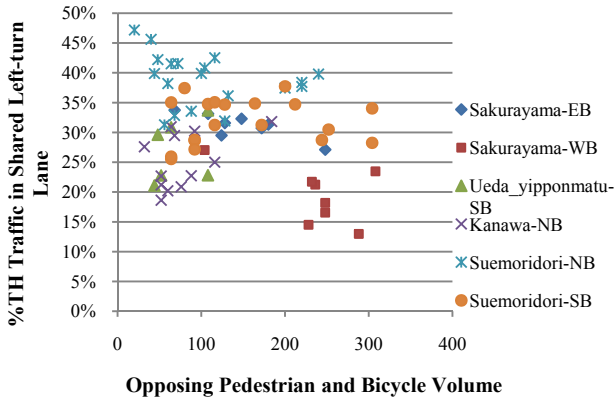 %TH Traffic in Shared Left-turn
Lane
50%
45%
40%
35%
30%
25%
20%
15%
10%
5%
0%
0 100 200 300 400
Opposing Pedestrian and Bicycle Volume
Sakurayama-EB
Sakurayama-WB
Ueda_yipponmatu-
SB
Kanawa-NB
Suemoridori-NB
Suemoridori-SB